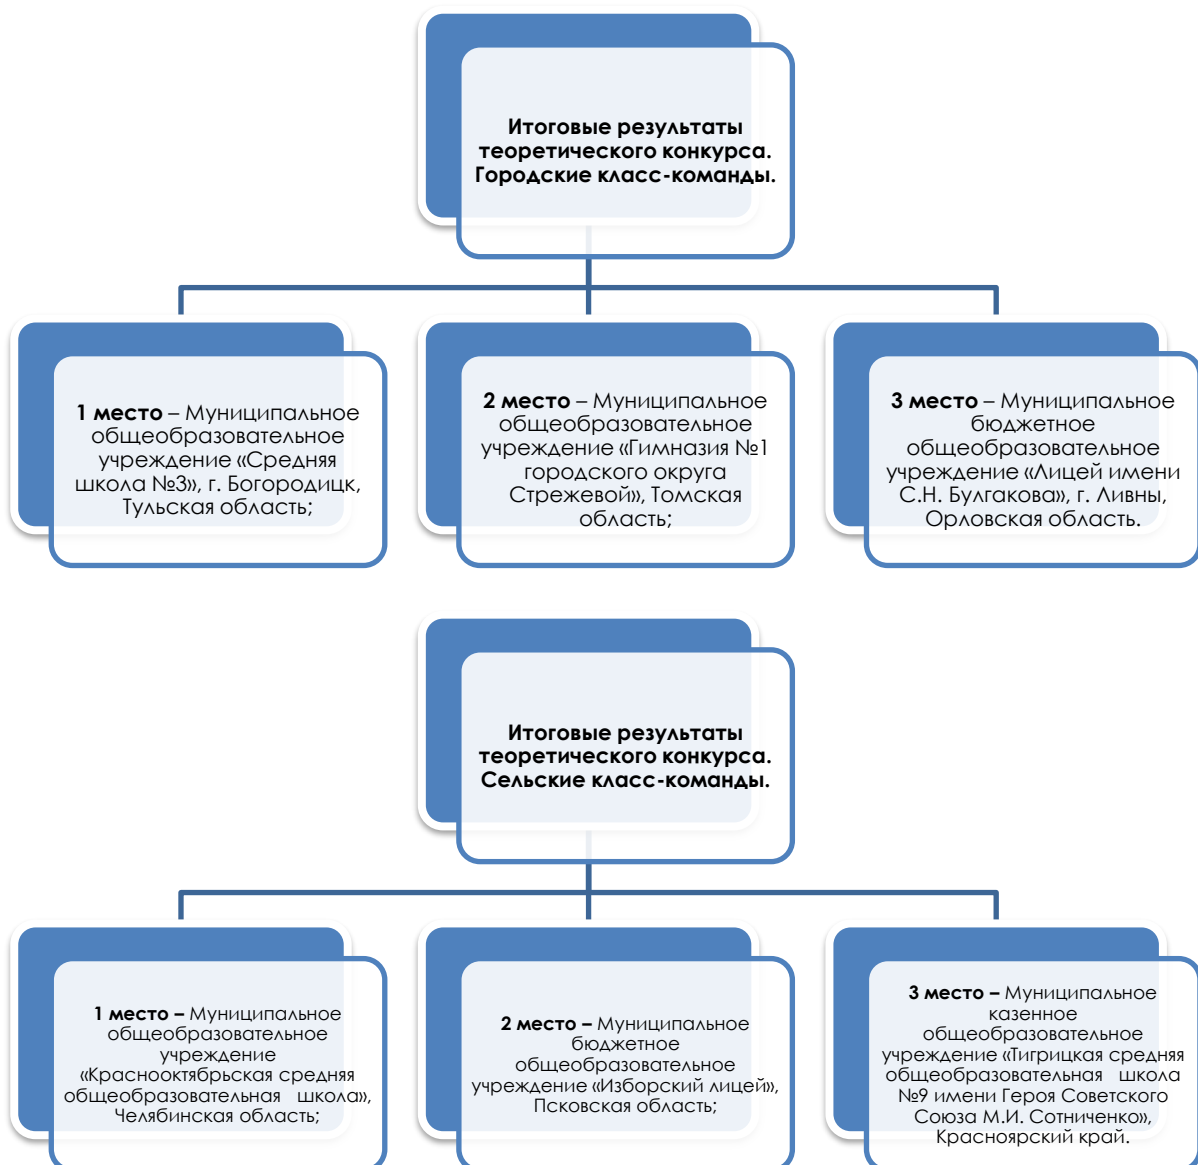 Итоговые результаты
теоретического конкурса.
Городские класс-команды.
1 место – Муниципальное
общеобразовательное
учреждение «Средняя
школа №3», г. Богородицк,
Тульская область;
2 место – Муниципальное
общеобразовательное
учреждение «Гимназия №1
городского округа
Стрежевой», Томская
область;
3 место – Муниципальное
бюджетное
общеобразовательное
учреждение «Лицей имени
С.Н. Булгакова», г. Ливны,
Орловская область.
Итоговые результаты
теоретического конкурса.
Сельские класс-команды.
1 место – Муниципальное
общеобразовательное
учреждение
«Краснооктябрьская средняя
общеобразовательная школа»,
Челябинская область;
2 место – Муниципальное
бюджетное
общеобразовательное
учреждение «Изборский лицей»,
Псковская область;
3 место – Муниципальное
казенное
общеобразовательное
учреждение «Тигрицкая средняя
общеобразовательная школа
№9 имени Героя Советского
Союза М.И. Сотниченко»,
Красноярский край.